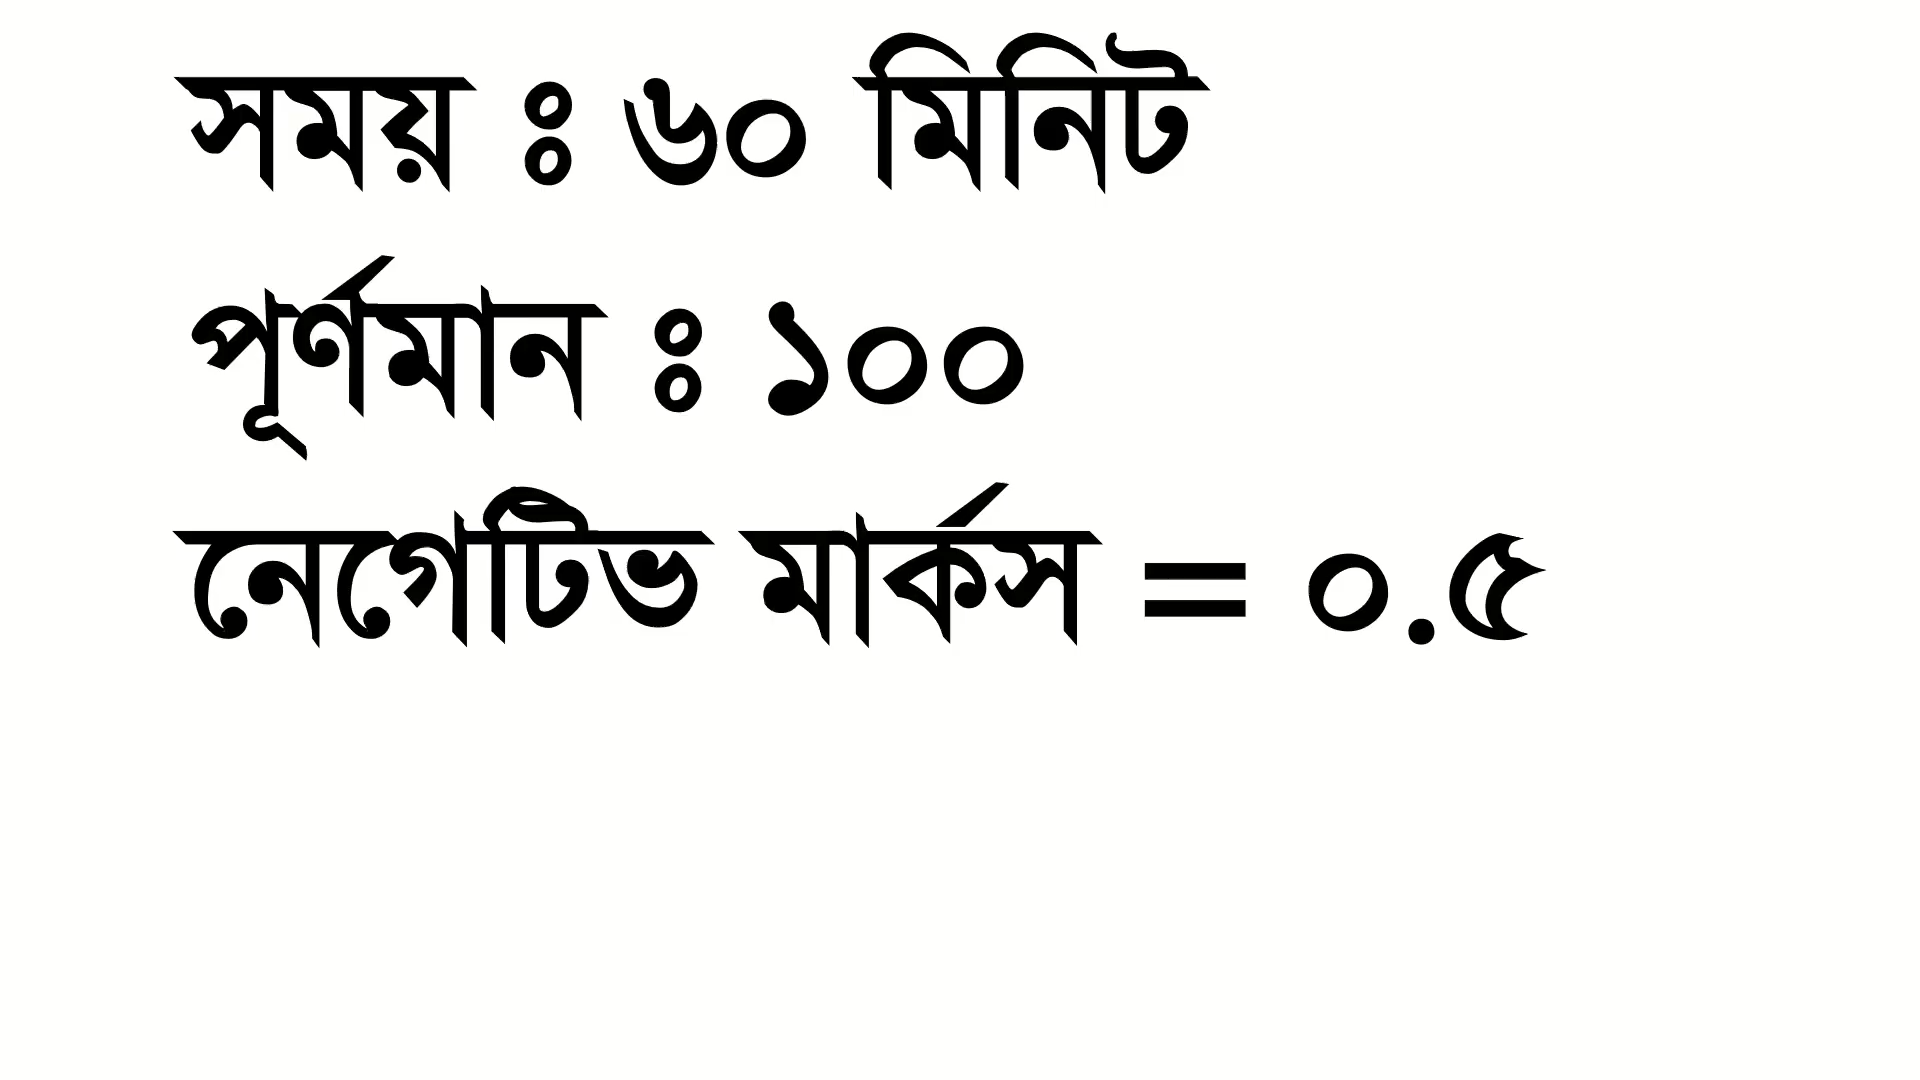 সময় ঃ ৬০ মিনিট
পূর্ণমান ঃ ১০০
নেগেটিভ মার্কস = ০.৫